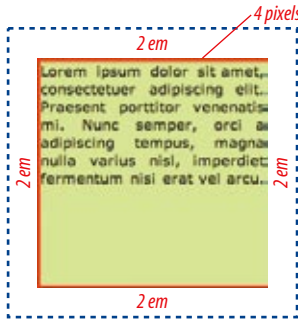 4 pixels
2 em
Lorem ipsum dolor sit amet,
consectetuer adipiscing elit.
Praesent porttitor venenatis
mi. Nunc semper, orci a
adipiscing tempus, magna
nulla varius nisl, imperdiet
fermentum nisi erat vel arcu.
2 em
2 em
2 em